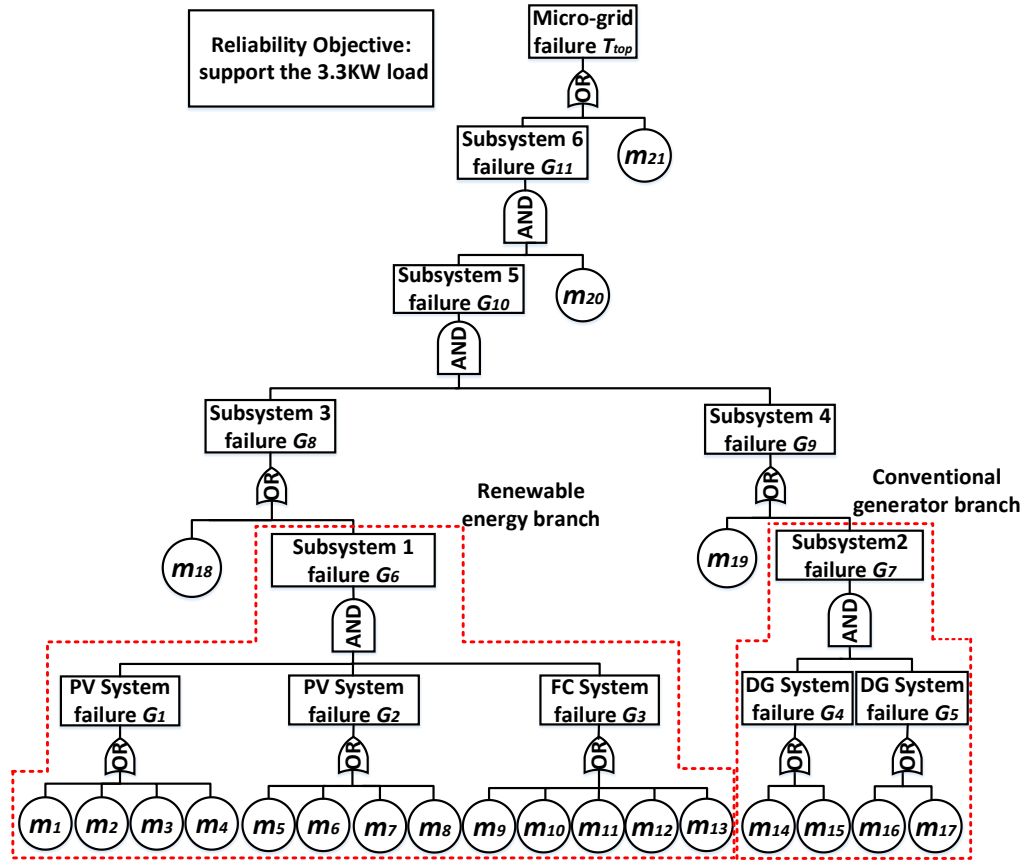 Reliability Objective:
support the 3.3KW load
Micro-grid
failure Ttop
OR
Subsystem 6
failure G11
m21
AND
Subsystem 5
failure G10
m20
AND
Subsystem 3
failure G8
Subsystem 4
failure G9
OR
OR
Renewable
energy branch
Conventional
generator branch
m18
Subsystem 1
failure G6
m19
Subsystem2
failure G7
AND
AND
PV System
failure G1
PV System
failure G2
FC System
failure G3
DG System
failure G4
DG System
failure G5
OR
OR
OR
OR
OR
m1 m2 m3 m4 m5 m6 m7 m8 m9 m10 m11 m12 m13 m14 m15 m16 m17